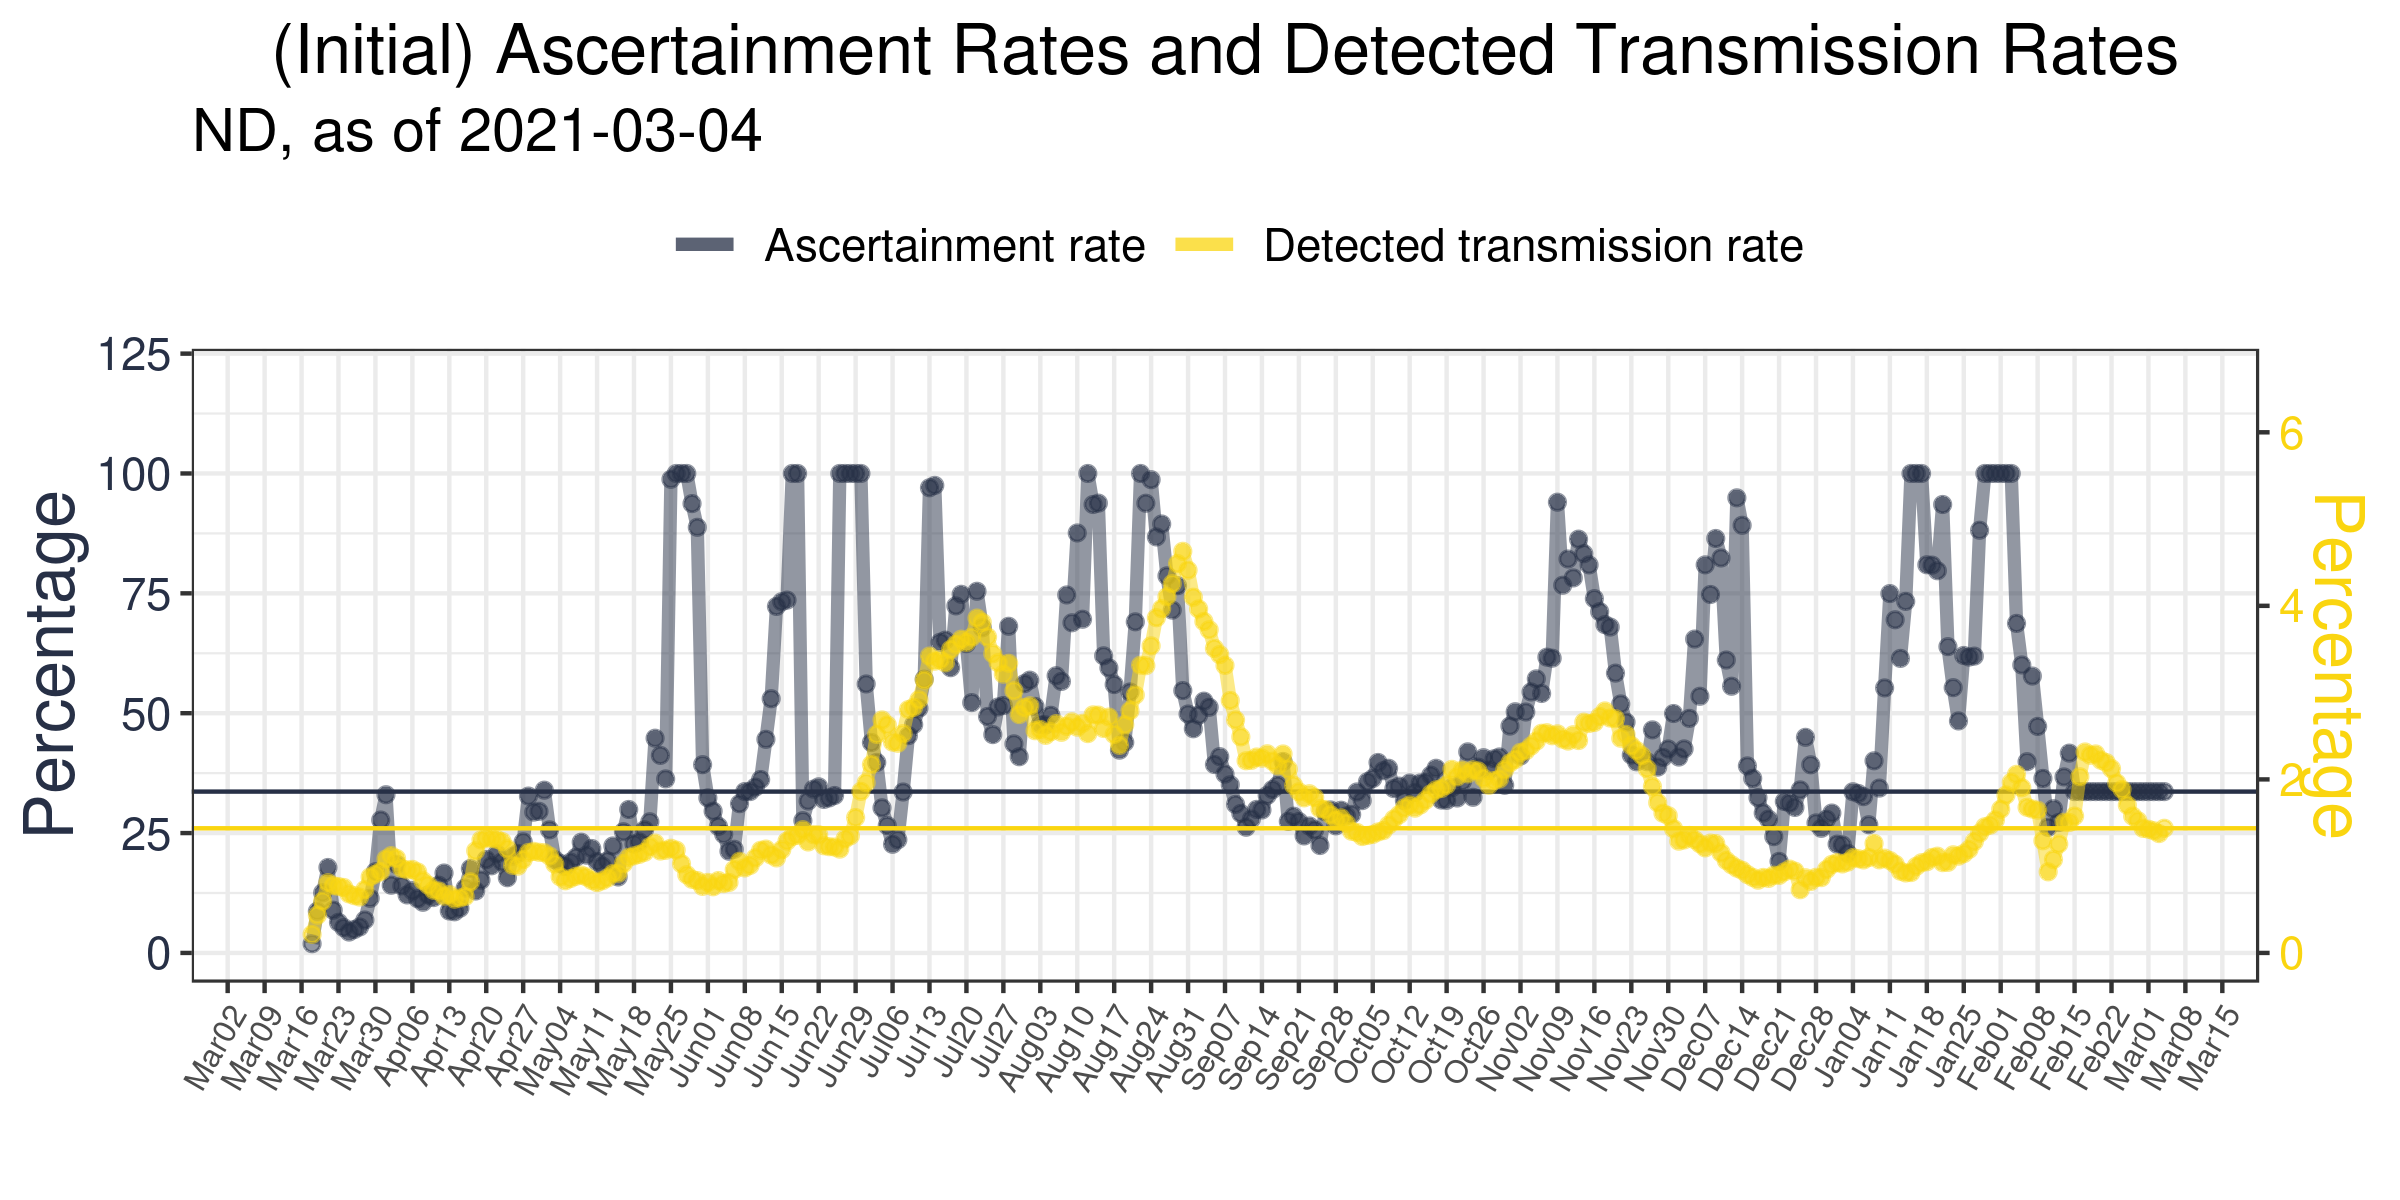 (Initial) Ascertainment Rates and Detected Transmission Rates
ND, as of 2021-03-04
Ascertainment rate
Detected transmission rate
Percentage
125
100
75
50
25
0
6
4
2
0
Percentage
Mar02
Mar09
Mar16
Mar23
Mar30
Apr06
Apr13
Apr20
Apr27
May04
May11
May18
May25
Jun01
Jun08
Jun15
Jun22
Jun29
Jul06
Jul13
Jul20
Jul27
Aug03
Aug10
Aug17
Aug24
Aug31
Sep07
Sep14
Sep21
Sep28
Oct05
Oct12
Oct19
Oct26
Nov02
Nov09
Nov16
Nov23
Nov30
Dec07
Dec14
Dec21
Dec28
Jan04
Jan11
Jan18
Jan25
Feb01
Feb08
Feb15
Feb22
Mar01
Mar08
Mar15